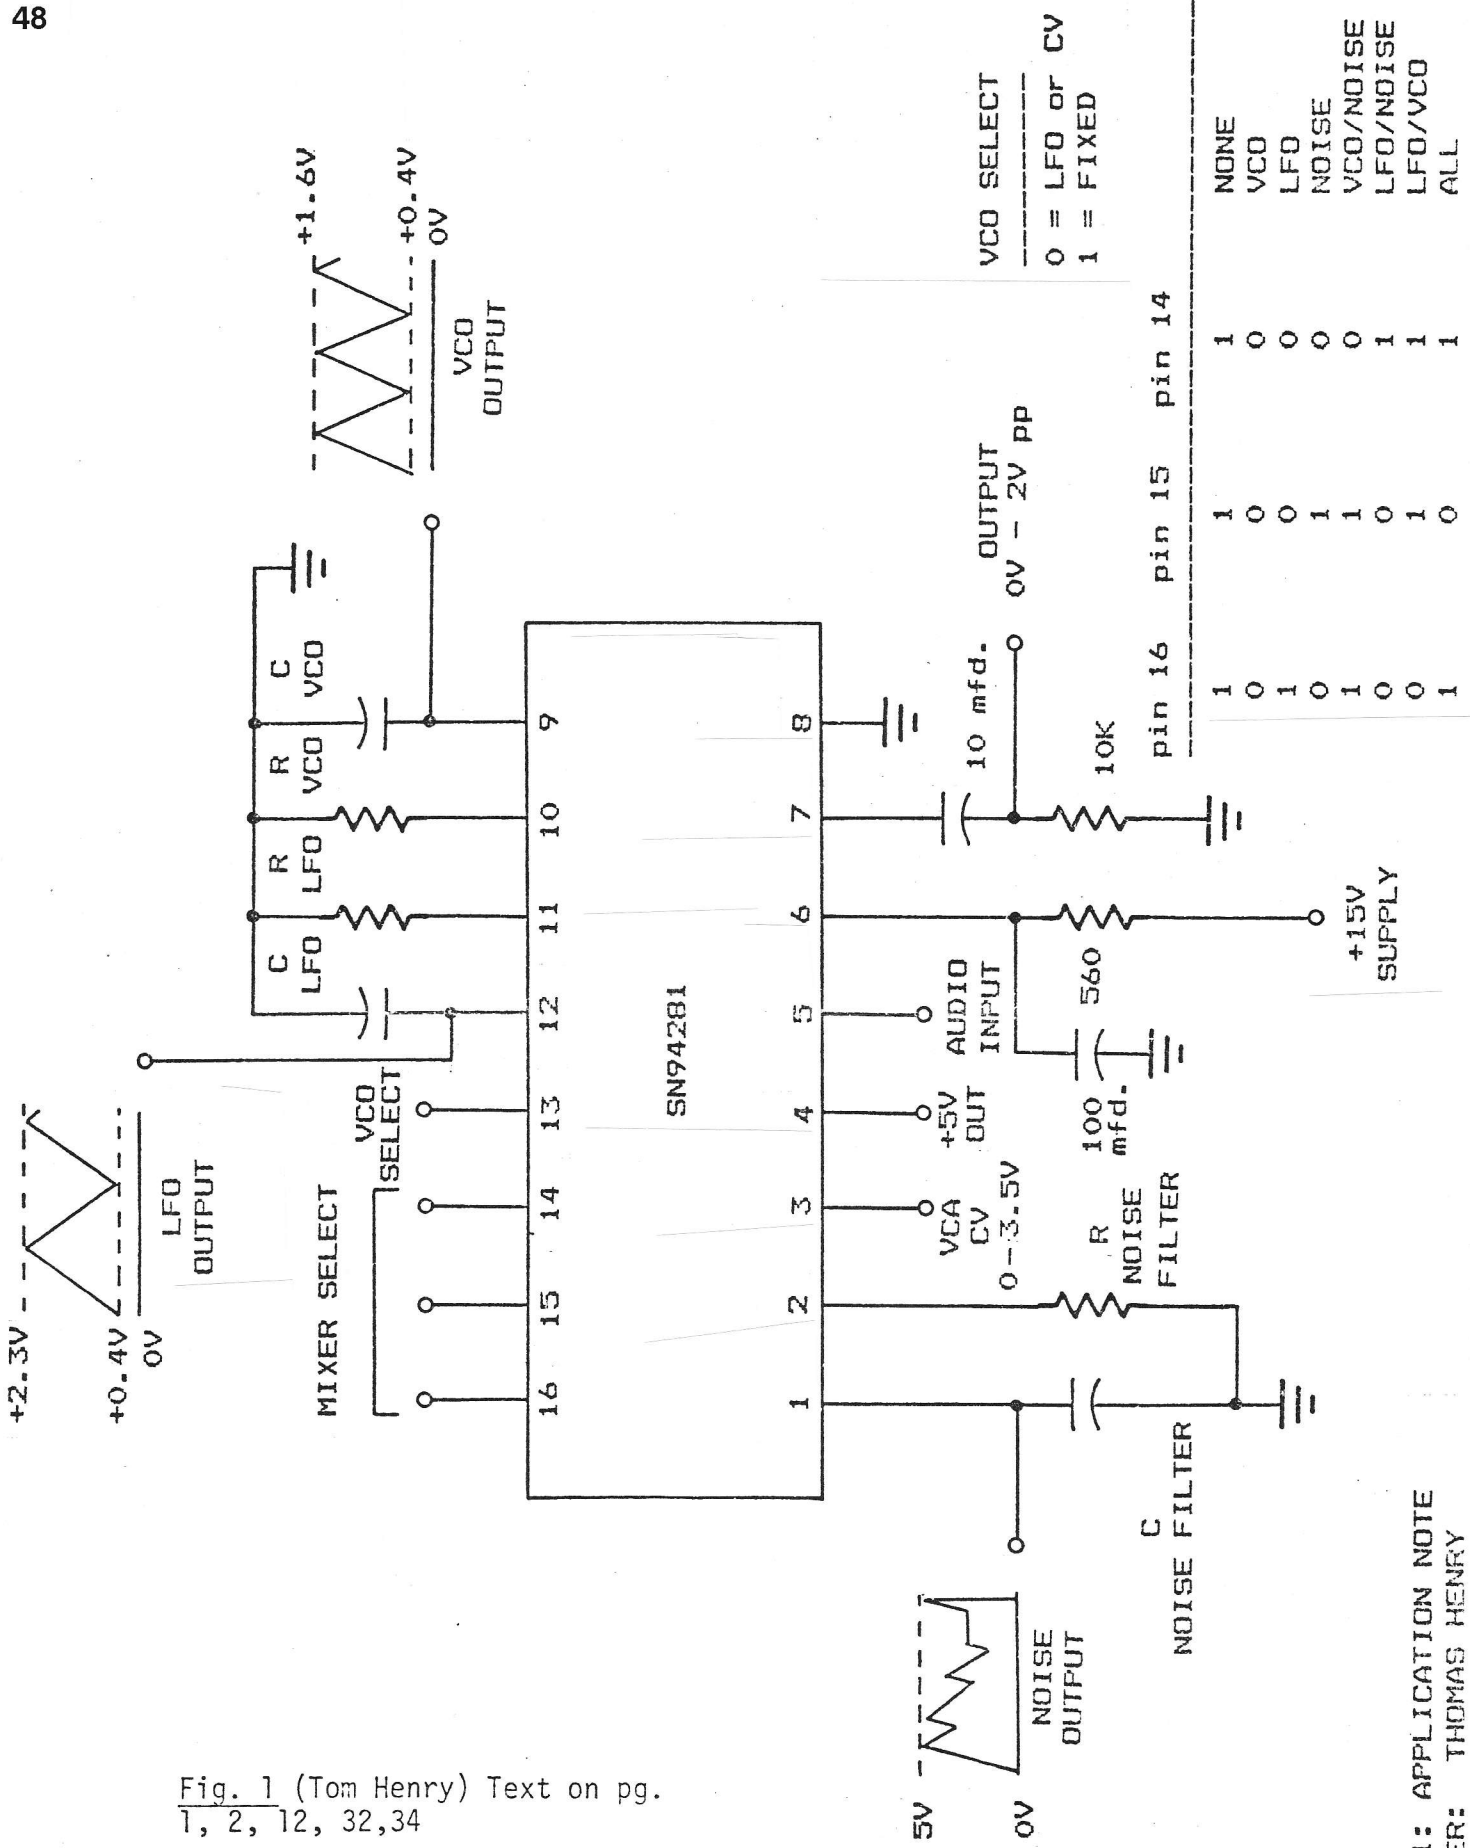 48
+2.3V
+0.4V
0V
LFO
OUTPUT
+1.6V
+0.4V
0V
VCO
OUTPUT
C
LFO
R
LFO
R
VCO
C
VCO
MIXER SELECT
VCO
SELECT
16 15 14 13 12 11 10 9
SN94281
1 2 3 4 5 6 7 8
5V
0V
NOISE
OUTPUT
C
NOISE FILTER
R
NOISE
FILTER
VCA
CV
0-3.5V
+5V
OUT
AUDIO
INPUT
100
mfd.
560
+15V
SUPPLY
10 mfd.
10K
OUTPUT
0V - 2V pp
VCO SELECT
0 = LFO or CV
1 = FIXED
pin 16 pin 15 pin 14
1 1 1 NONE
0 0 0 VCO
1 0 0 LFO
0 1 0 NOISE
1 1 0 VCO/NOISE
0 0 1 LFO/NOISE
0 1 1 LFO/VCO
1 0 1 ALL
: APPLICATION NOTE
ER: THOMAS HENRY
Fig. 1 (Tom Henry) Text on pg.
1, 2, 12, 32,34